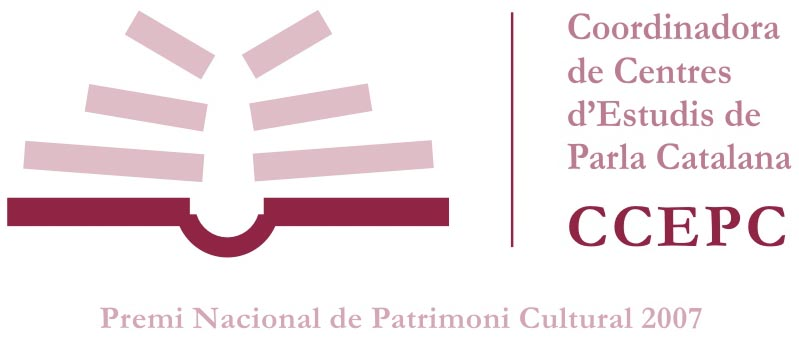 Coordinadora
de Centres
d’Estudis de
Parla Catalana
CCEPC
Premi Nacional de Patrimoni Cultural 2007